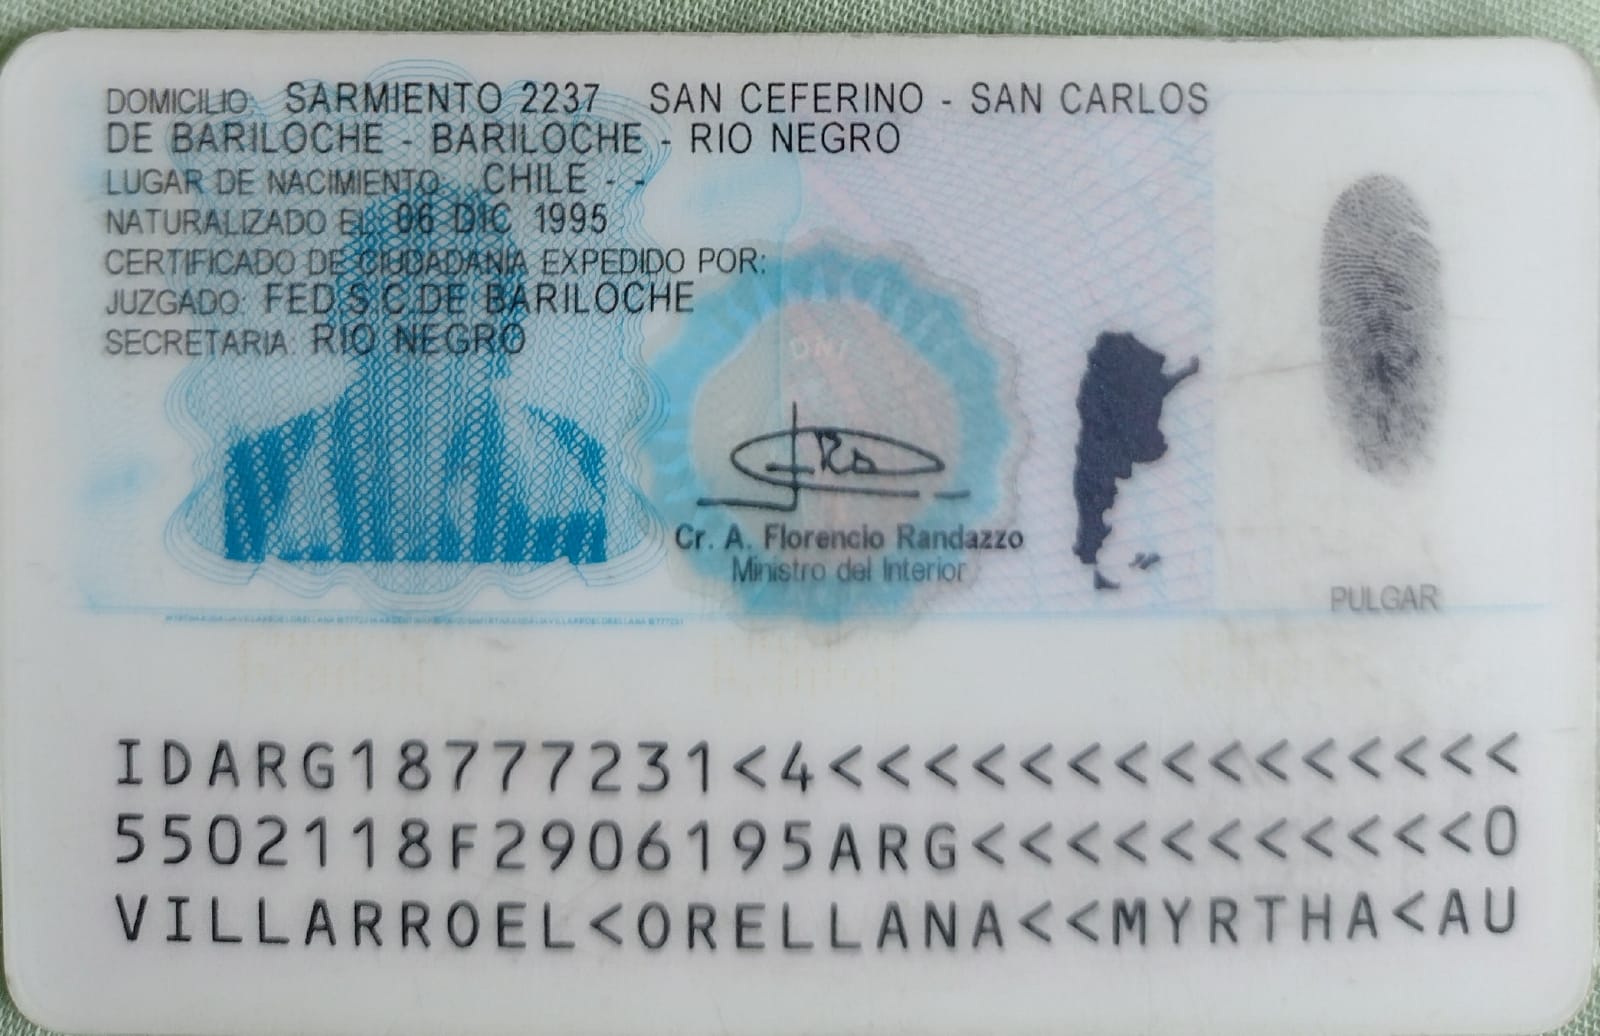 DOMICILIO: SARMIENTO 2237 SAN CEFERINO - SAN CARLOS
DE BARILOCHE - BARILOCHE - RIO NEGRO
LUGAR DE NACIMIENTO: CHILE - -
NATURALIZADO EL: 06 DIC 1995
CERTIFICADO DE CIUDADANIA EXPEDIDO POR:
JUZGADO: FED S C.DE BARILOCHE
SECRETARIA: RIO NEGRO
DNI
Cr. A. Florencio Randazzo
Ministro del Interior
PULGAR
IDARG18777231<4<<<<<<<<<<<<<<<
5502118F2906195ARG<<<<<<<<<<<0
VILLARROEL<ORELLANA<<MYRTHA<AU